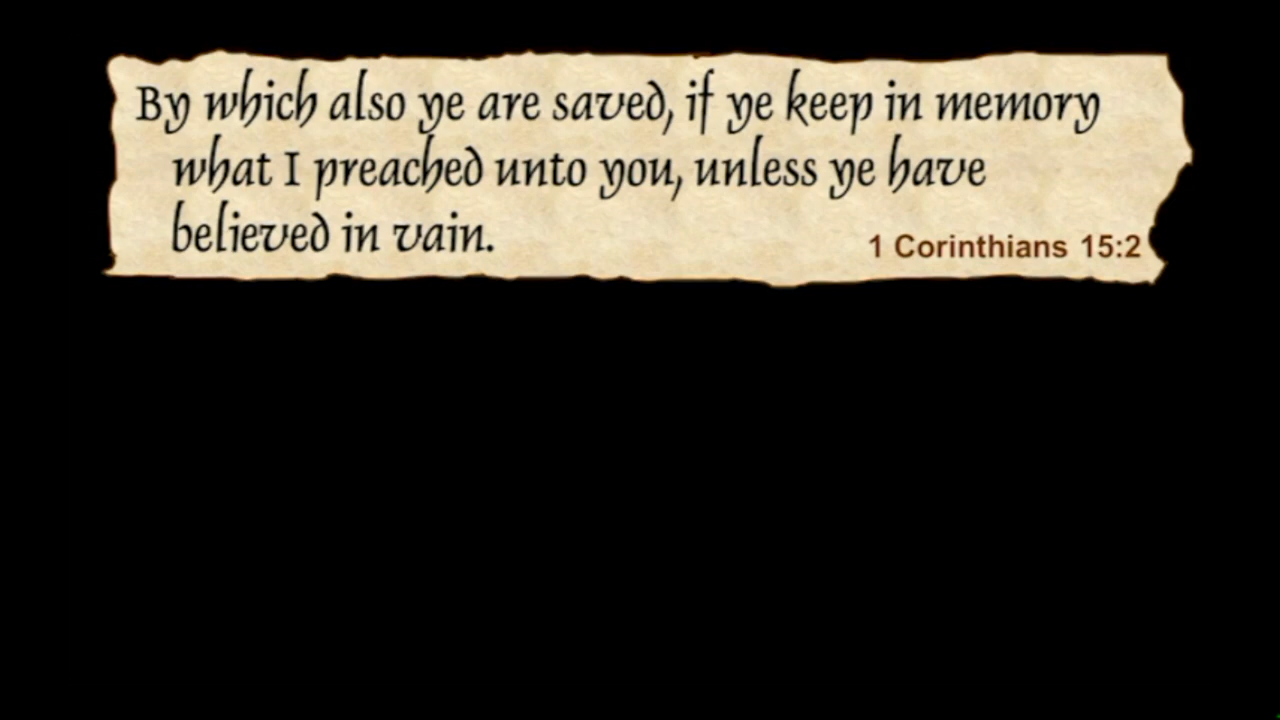 By which also ye are saved, if ye keep in memory
what I preached unto you, unless ye have
believed in vain.
1 Corinthians 15:2